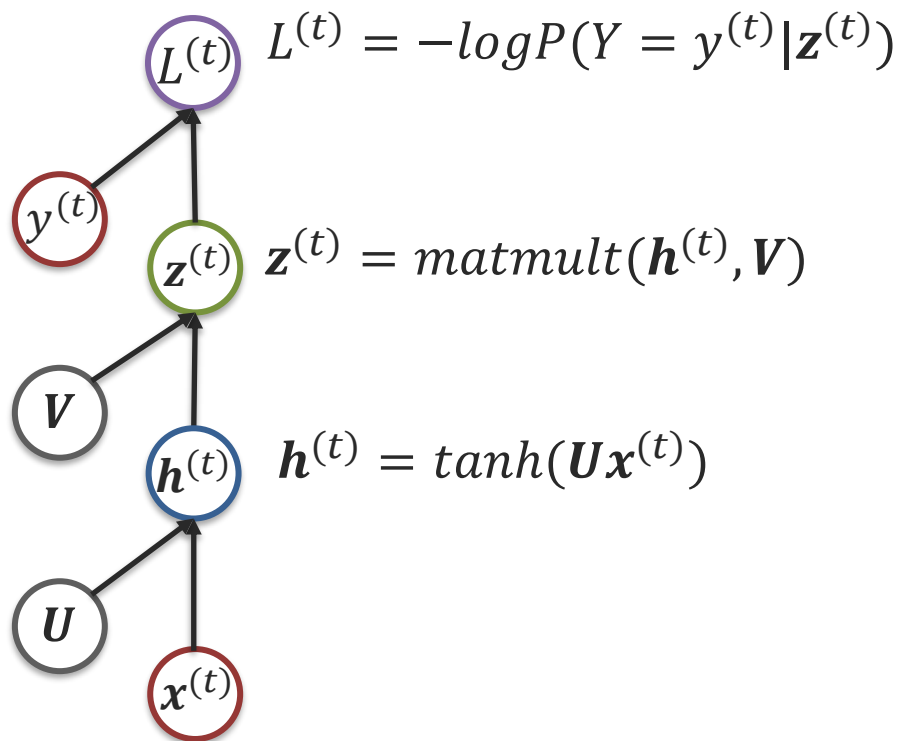 L^(t) L^(t) = −logP(Y = y^(t)|z^(t))
y^(t)
z^(t) z^(t) = matmult(h^(t), V)
V
h^(t) h^(t) = tanh(Ux^(t))
U
x^(t)